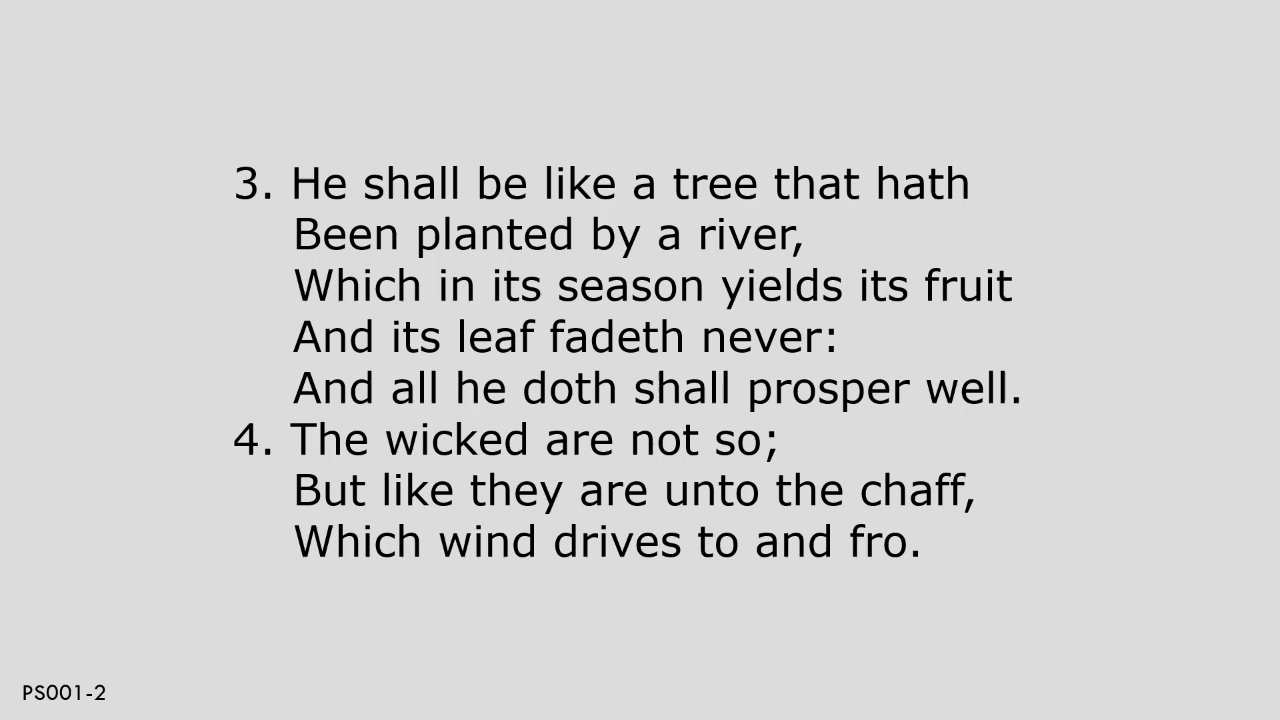 3. He shall be like a tree that hath
Been planted by a river,
Which in its season yields its fruit
And its leaf fadeth never:
And all he doth shall prosper well.
4. The wicked are not so;
But like they are unto the chaff,
Which wind drives to and fro.
PS001-2